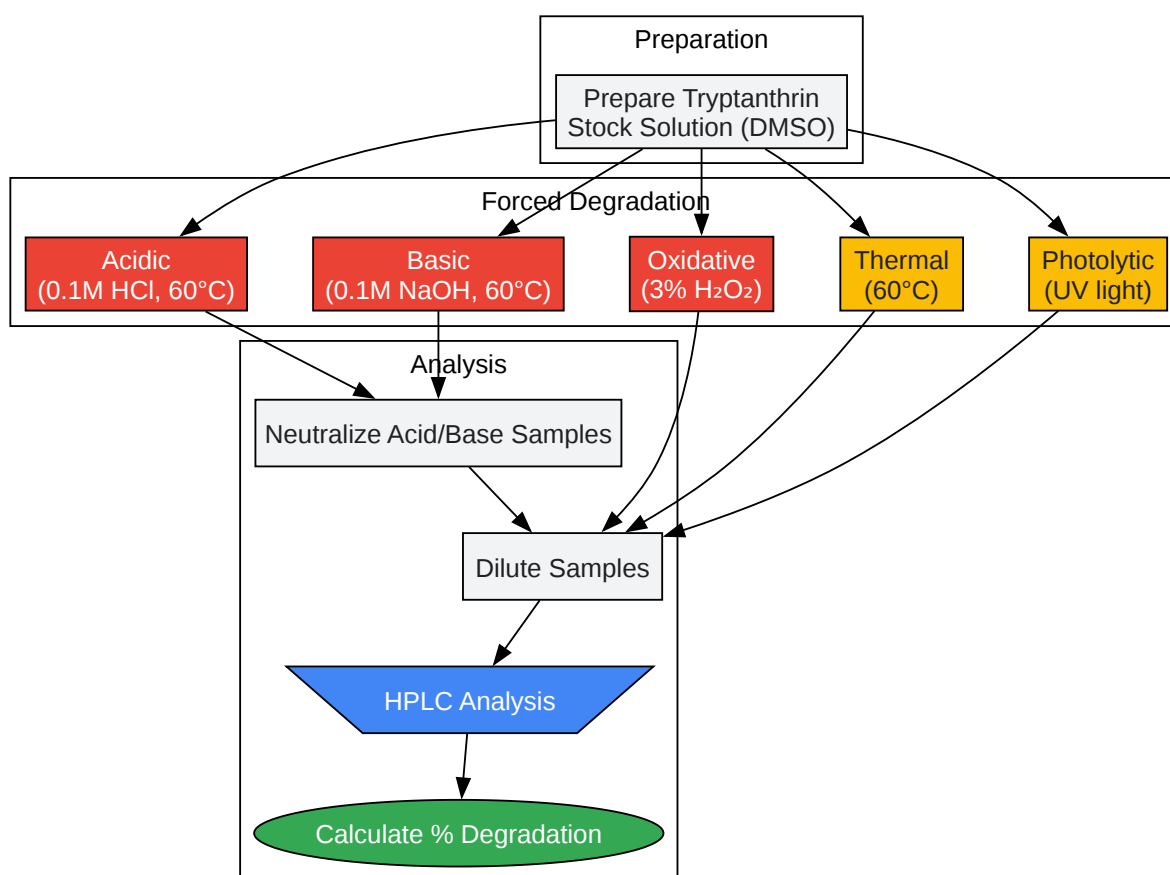 Preparation
Prepare Tryptanthrin
Stock Solution (DMSO)
Forced Degradation
Acidic
(0.1M HCl, 60°C)
Basic
(0.1M NaOH, 60°C)
Oxidative
(3% H₂O₂)
Thermal
(60°C)
Photolytic
(UV light)
Analysis
Neutralize Acid/Base Samples
Dilute Samples
HPLC Analysis
Calculate % Degradation